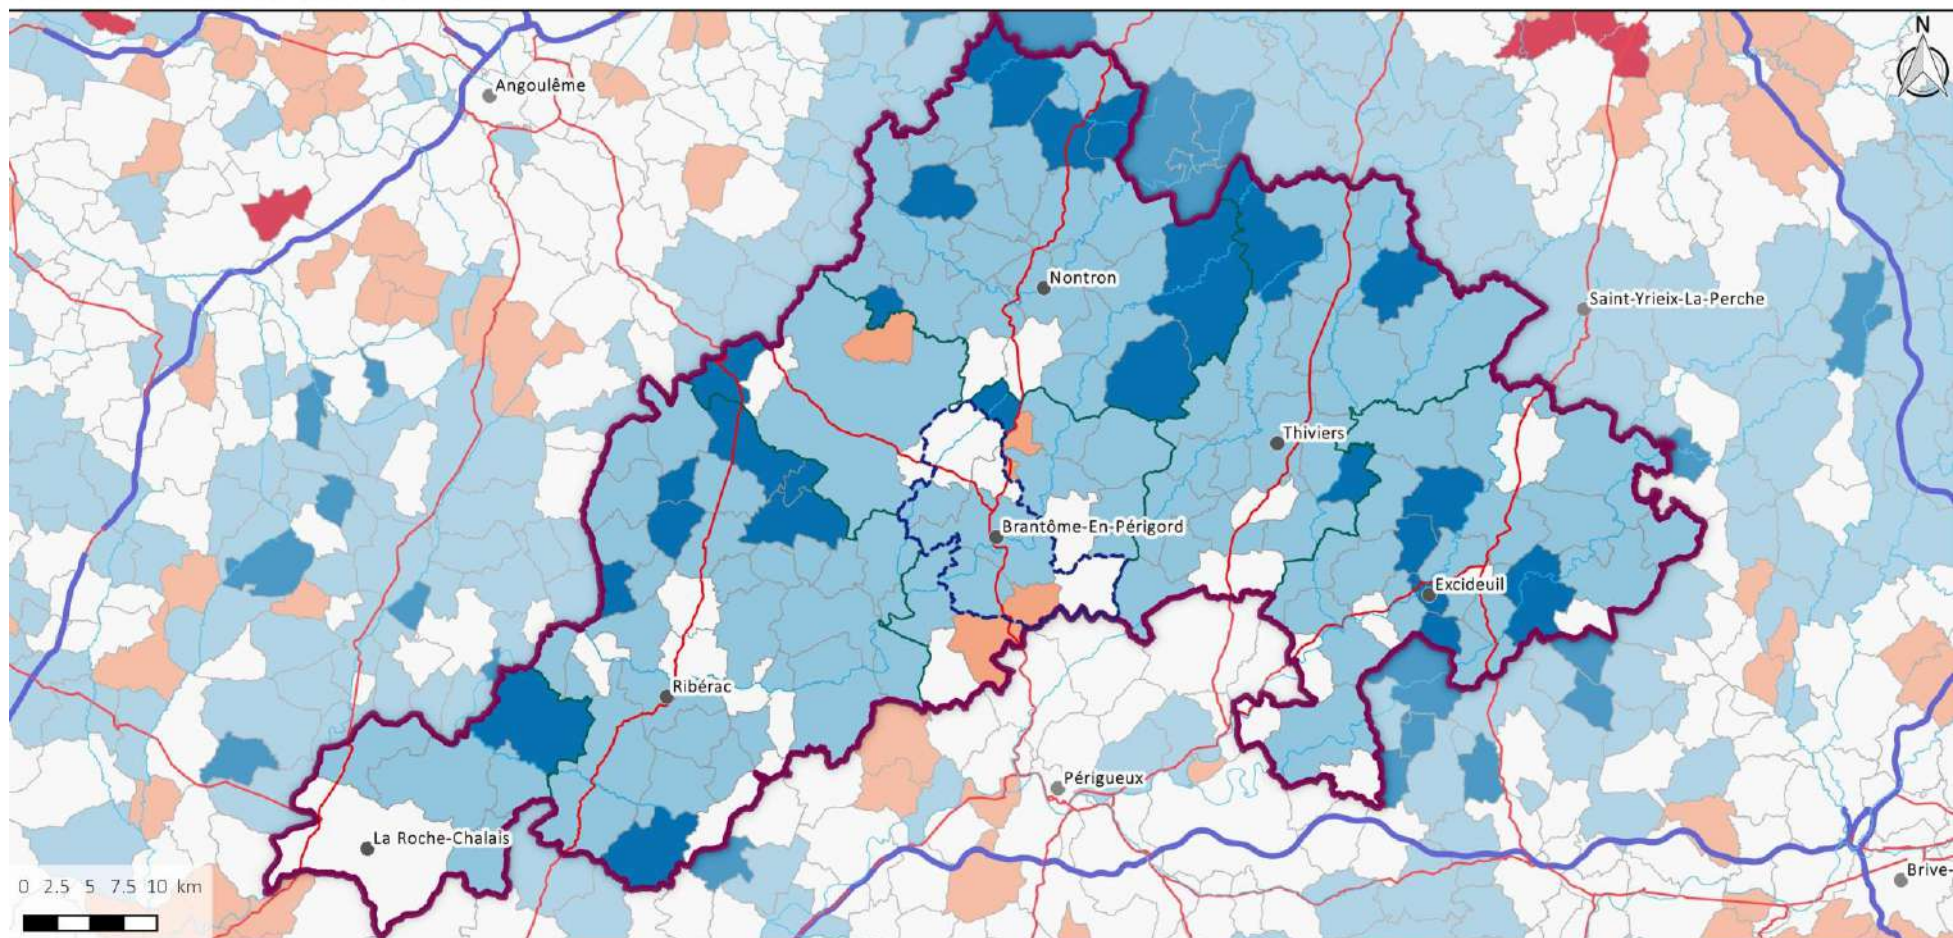 N
Angoulême
Nontron
Saint-Yrieix-La-Perche
Thiviers
Brantôme-En-Périgord
Excideuil
Ribérac
Périgueux
La Roche-Chalais
Brive-
0 2.5 5 7.5 10 km